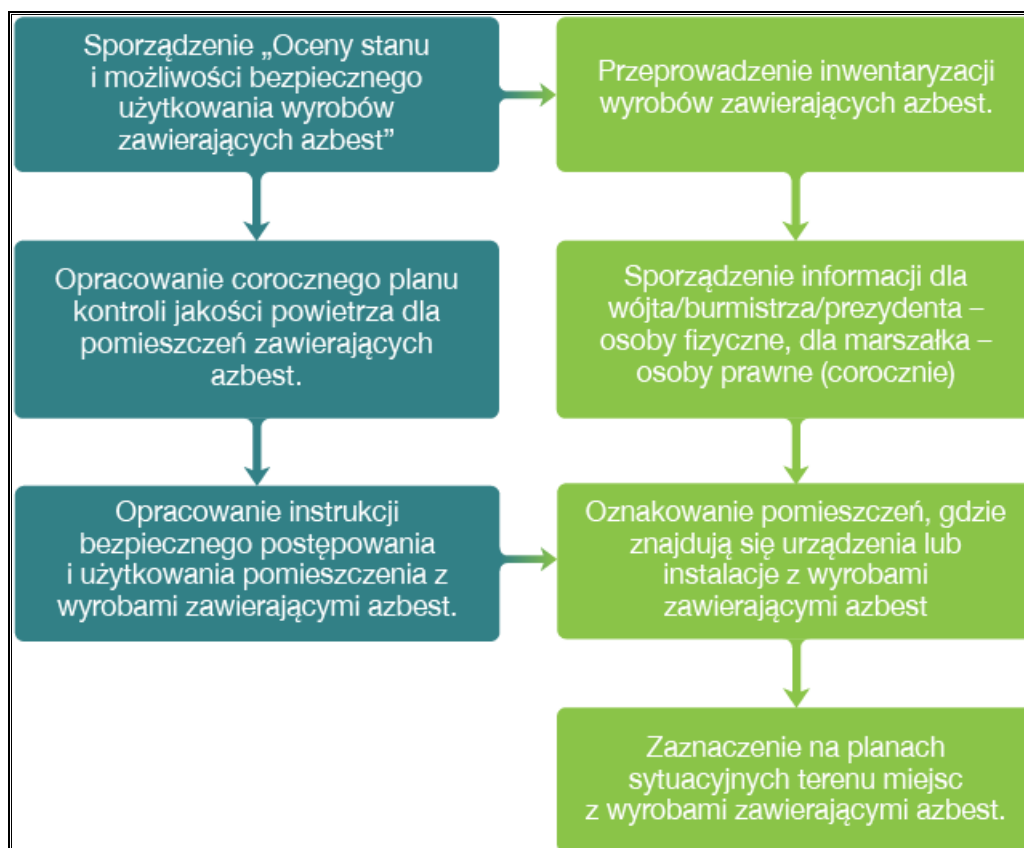 Sporządzenie „Oceny stanu
i możliwości bezpiecznego
użytkowania wyrobów
zawierających azbest”
Przeprowadzenie inwentaryzacji
wyrobów zawierających azbest.
Opracowanie corocznego planu
kontroli jakości powietrza dla
pomieszczeń zawierających
azbest.
Sporządzenie informacji dla
wójta/burmistrza/prezydenta –
osoby fizyczne, dla marszałka –
osoby prawne (corocznie)
Opracowanie instrukcji
bezpiecznego postępowania
i użytkowania pomieszczenia z
wyrobami zawierającymi azbest.
Oznakowanie pomieszczeń, gdzie
znajdują się urządzenia lub
instalacje z wyrobami
zawierającymi azbest
Zaznaczenie na planach
sytuacyjnych terenu miejsc
z wyrobami zawierającymi azbest.